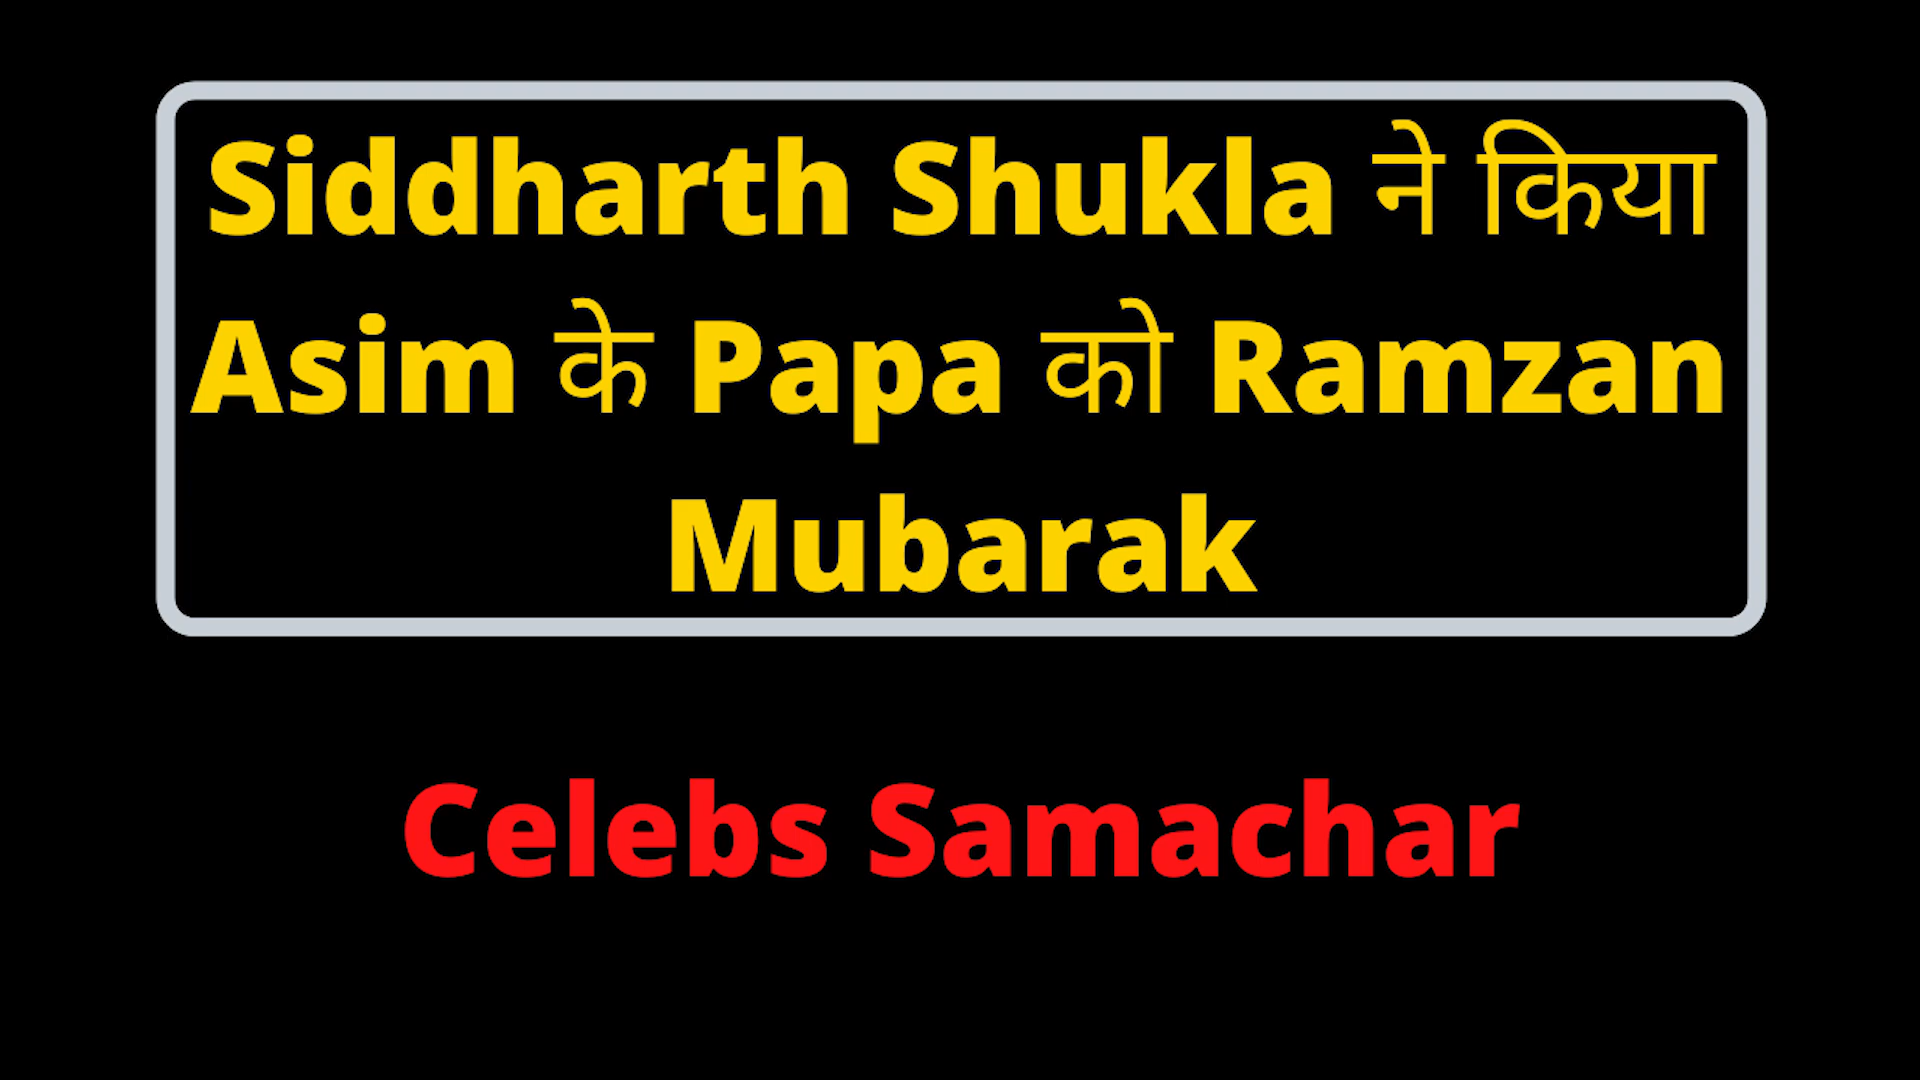 Siddharth Shukla ने किया
Asim के Papa को Ramzan
Mubarak
Celebs Samachar